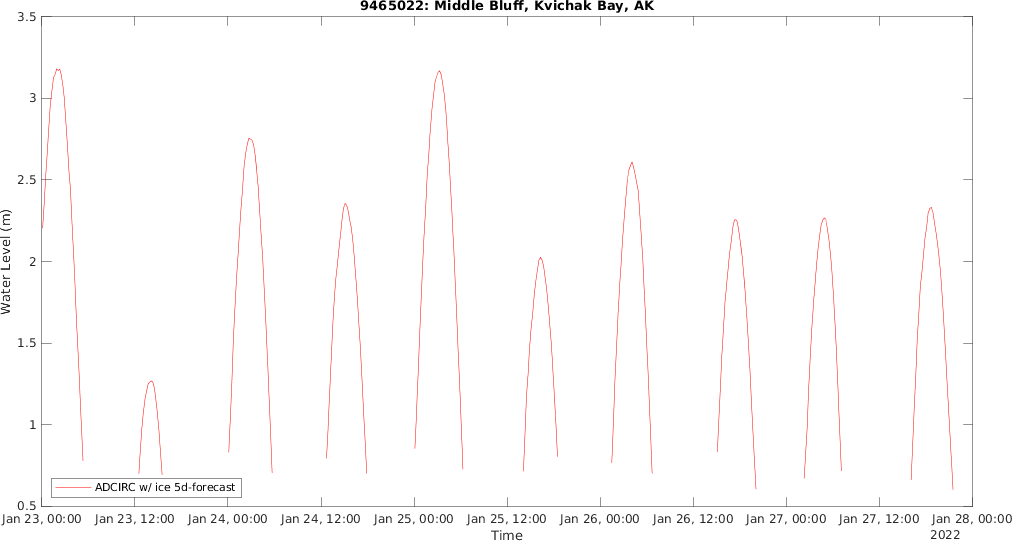 9465022: Middle Bluff, Kvichak Bay, AK
3.5
3
2.5
2
1.5
1
0.5
Water Level (m)
ADCIRC w/ ice 5d-forecast
Jan 23, 00:00 Jan 23, 12:00 Jan 24, 00:00 Jan 24, 12:00 Jan 25, 00:00 Jan 25, 12:00 Jan 26, 00:00 Jan 26, 12:00 Jan 27, 00:00 Jan 27, 12:00 Jan 28, 00:00
Time
2022